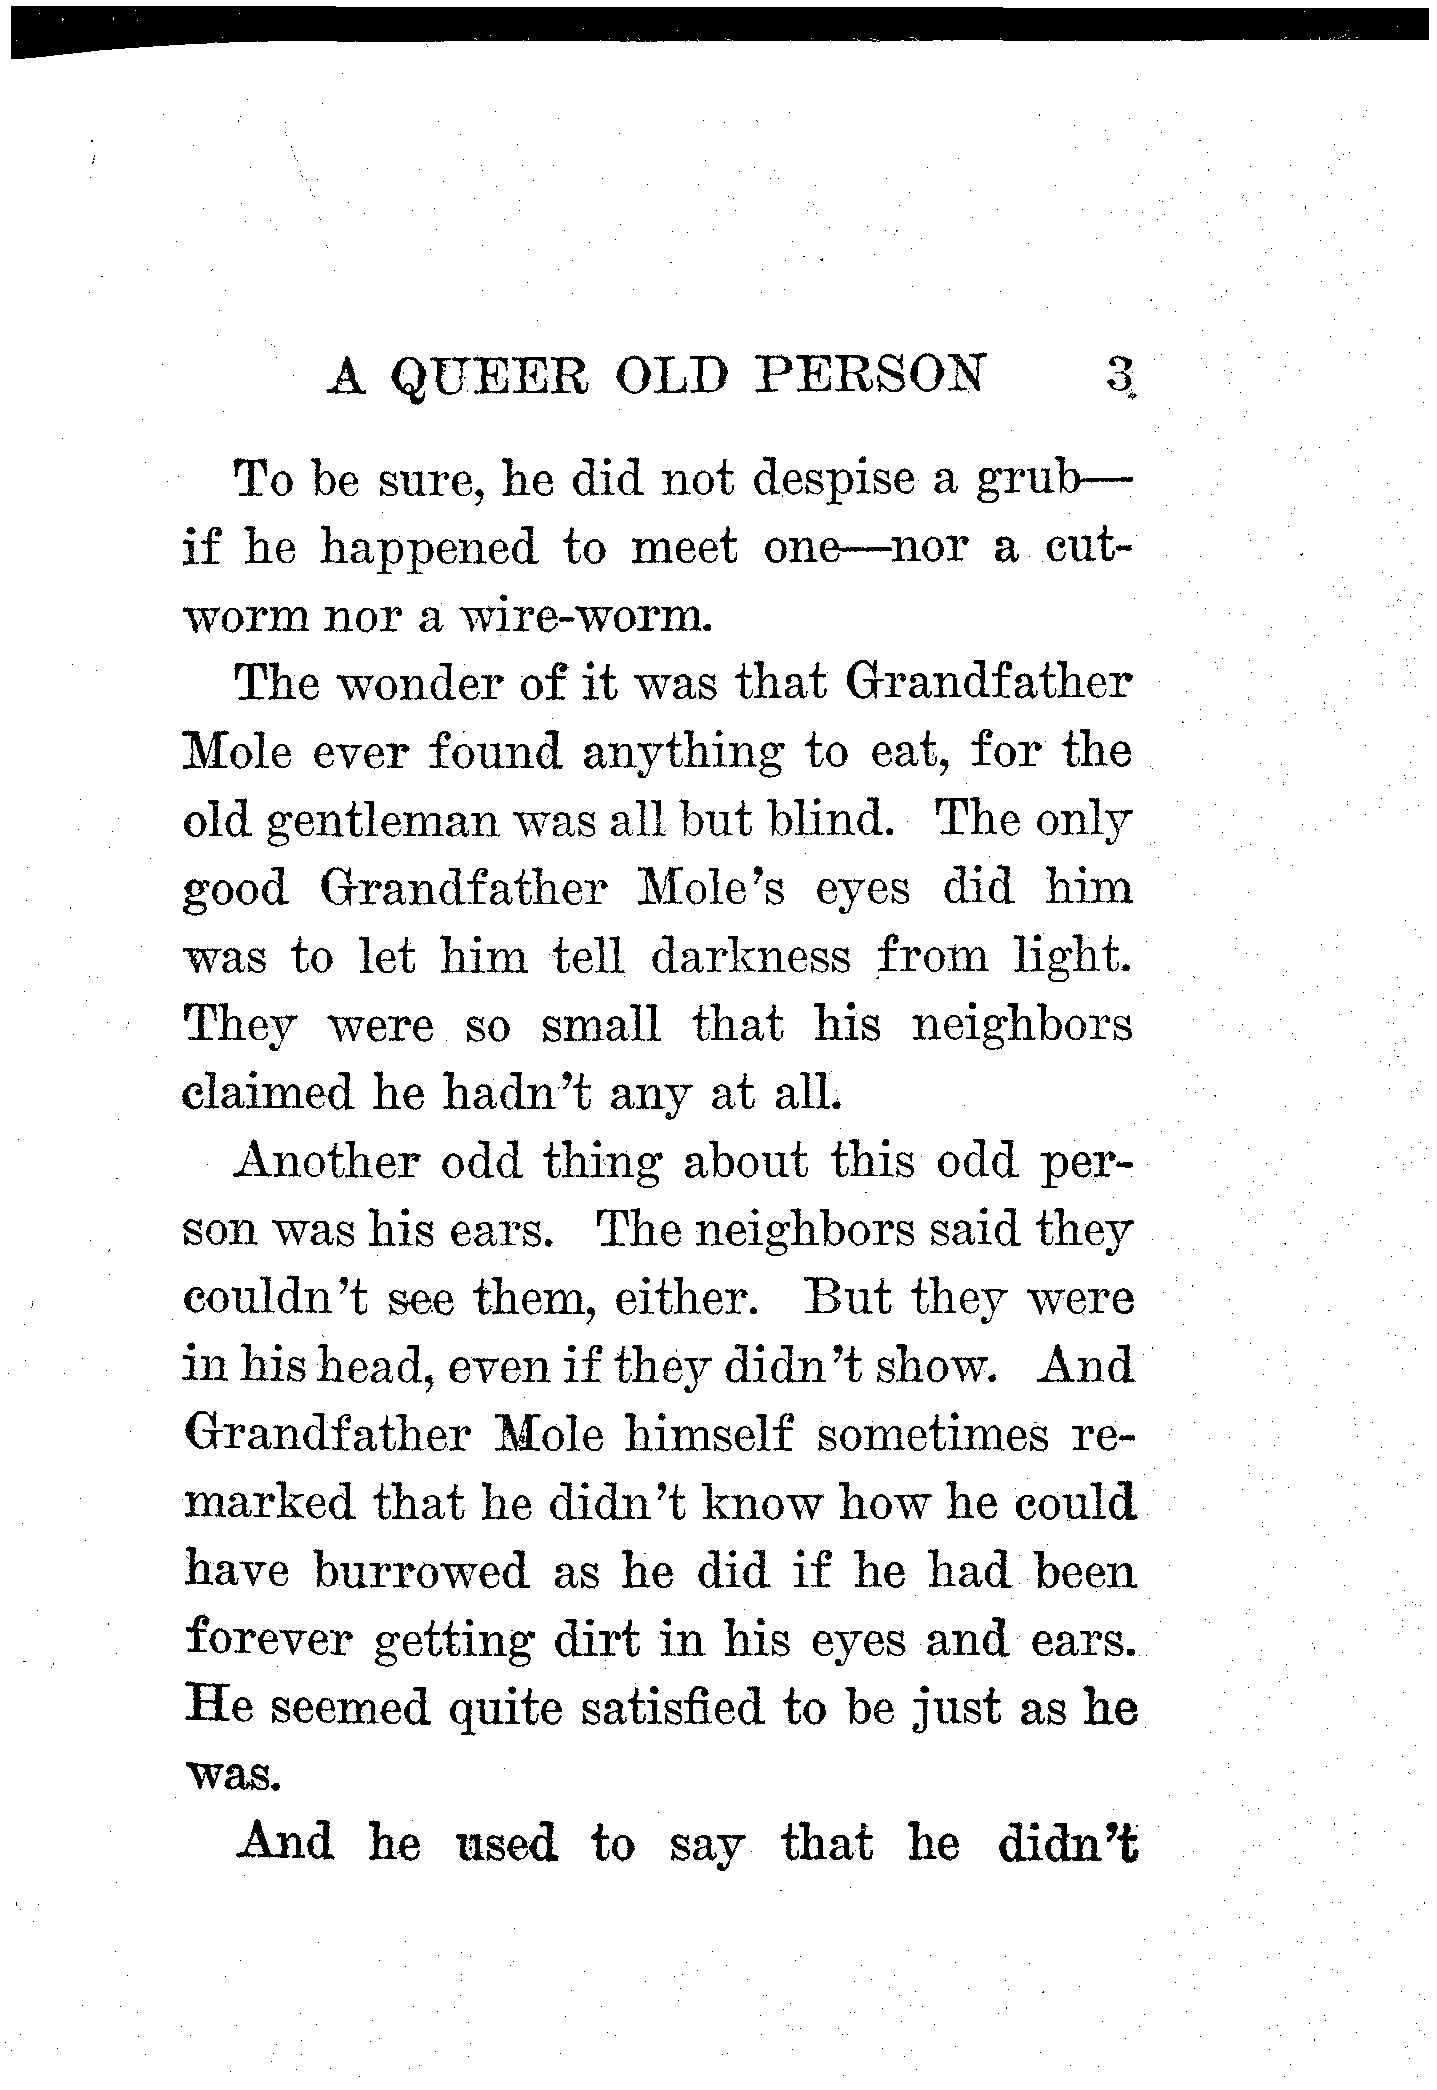 A QUEER OLD PERSON 3
To be sure, he did not despise a grub—
if he happened to meet one—nor a cut-
worm nor a wire-worm.
The wonder of it was that Grandfather
Mole ever found anything to eat, for the
old gentleman was all but blind. The only
good Grandfather Mole's eyes did him
was to let him tell darkness from light.
They were so small that his neighbors
claimed he hadn't any at all.
Another odd thing about this odd per-
son was his ears. The neighbors said they
couldn't see them, either. But they were
in his head, even if they didn't show. And
Grandfather Mole himself sometimes re-
marked that he didn't know how he could
have burrowed as he did if he had been
forever getting dirt in his eyes and ears.
He seemed quite satisfied to be just as he
was.
And he used to say that he didn't